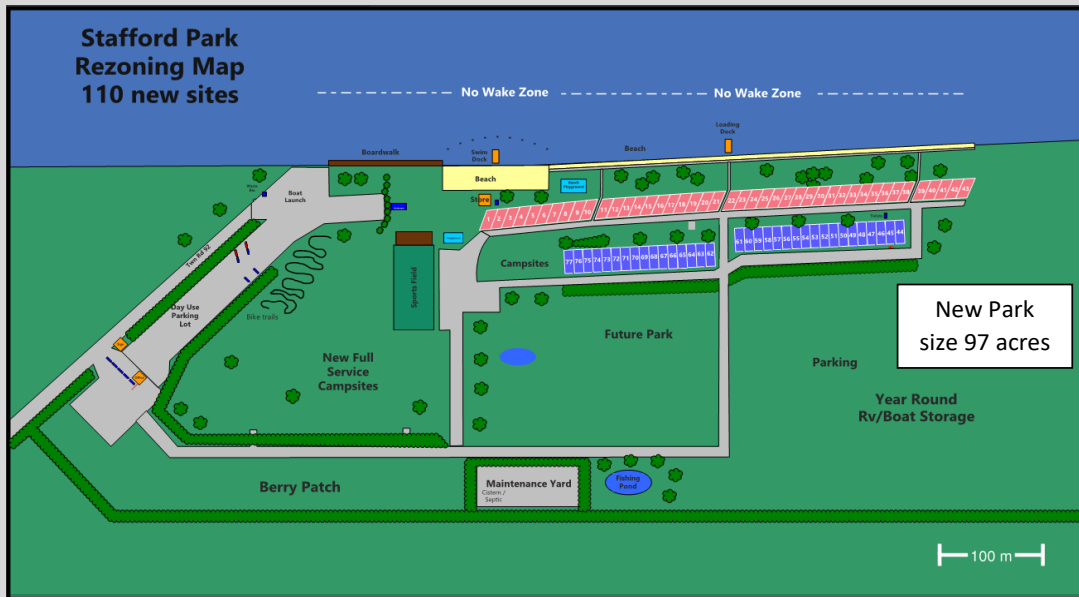 Stafford Park
Rezoning Map
110 new sites
No Wake Zone
No Wake Zone
Loading
Dock
Boardwalk
Swim
Dock
Beach
Beach
Beach
Playground
Boat
Launch
Store
1 2 3 4 5 6 7 8 9 10 11 12 13 14 15 16 17 18 19 20 21 22 23 24 25 26 27 28 29 30 31 32 33 34 35 36 37 38 39 40 41 42 43
61 60 59 58 57 56 55 54 53 52 51 50 49 48 47 46 45 44
77 76 75 74 73 72 71 70 69 68 67 66 65 64 63 62
Campsites
Twn Rd 92
Sports Field
Day Use
Parking
Lot
Bike trails
New Full
Service
Campsites
Future Park
Parking
New Park
size 97 acres
Year Round
Rv/Boat Storage
Berry Patch
Maintenance Yard
Cistern /
Septic
Fishing
Pond
100 m